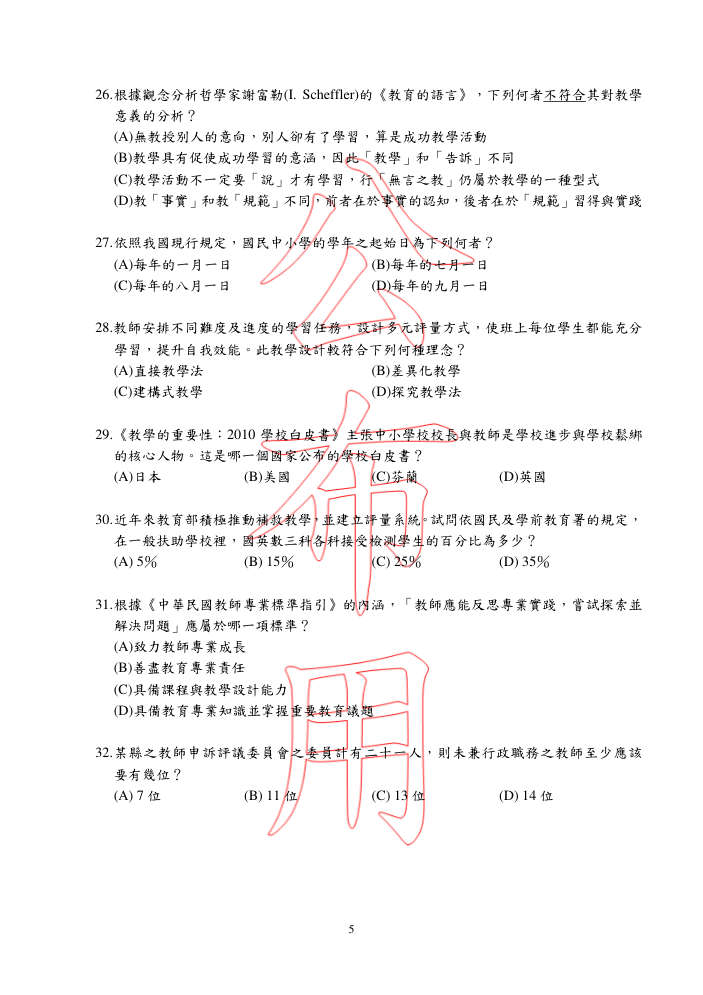 26.根據觀念分析哲學家謝富勒(I. Scheffler)的《教育的語言》，下列何者不符合其對教學
意義的分析？
(A)無教授別人的意向，別人卻有了學習，算是成功教學活動
(B)教學具有促使成功學習的意涵，因此「教學」和「告訴」不同
(C)教學活動不一定要「說」才有學習，行「無言之教」仍屬於教學的一種型式
(D)教「事實」和教「規範」不同，前者在於事實的認知，後者在於「規範」習得與實踐
27.依照我國現行規定，國民中小學的學年之起始日為下列何者？
(A)每年的一月一日 (B)每年的七月一日
(C)每年的八月一日 (D)每年的九月一日
28.教師安排不同難度及進度的學習任務，設計多元評量方式，使班上每位學生都能充分
學習，提升自我效能。此教學設計較符合下列何種理念？
(A)直接教學法 (B)差異化教學
(C)建構式教學 (D)探究教學法
29.《教學的重要性：2010 學校白皮書》主張中小學校校長與教師是學校進步與學校鬆綁
的核心人物。這是哪一個國家公布的學校白皮書？
(A)日本 (B)美國 (C)芬蘭 (D)英國
30.近年來教育部積極推動補救教學，並建立評量系統。試問依國民及學前教育署的規定，
在一般扶助學校裡，國英數三科各科接受檢測學生的百分比為多少？
(A) 5% (B) 15% (C) 25% (D) 35%
31.根據《中華民國教師專業標準指引》的內涵，「教師應能反思專業實踐，嘗試探索並
解決問題」應屬於哪一項標準？
(A)致力教師專業成長
(B)善盡教育專業責任
(C)具備課程與教學設計能力
(D)具備教育專業知識並掌握重要教育議題
32.某縣之教師申訴評議委員會之委員計有二十一人，則未兼行政職務之教師至少應該
要有幾位？
(A) 7 位 (B) 11 位 (C) 13 位 (D) 14 位
公布用
5